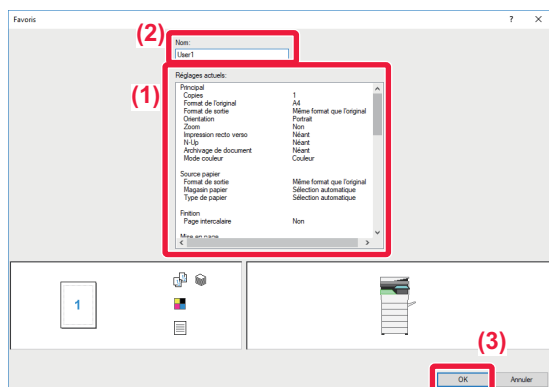 Favoris ? ×
(2)
Nom:
User1
(1)
Réglages actuels:
Principal
Copies 1
Format de l'original A4
Format de sortie Même format que l'original
Orientation Portrait
Zoom Non
Impression recto verso Néant
N-Up Néant
Archivage de document Néant
Mode couleur Couleur
Source papier
Format de sortie Même format que l'original
Magasin papier Sélection automatique
Type de papier Sélection automatique
Finition
Page intercalaire Non
Mise en page
1
(3)
OK Annuler